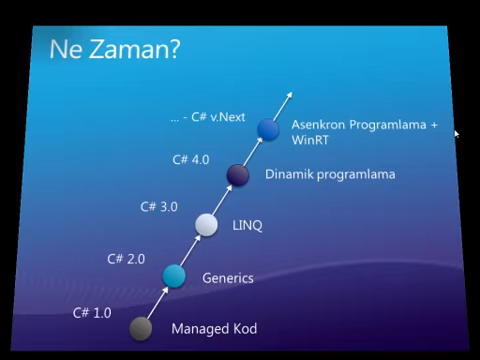 Ne Zaman?
... - C# v.Next
Asenkron Programlama +
WinRT
C# 4.0
Dinamik programlama
C# 3.0
LINQ
C# 2.0
Generics
C# 1.0
Managed Kod